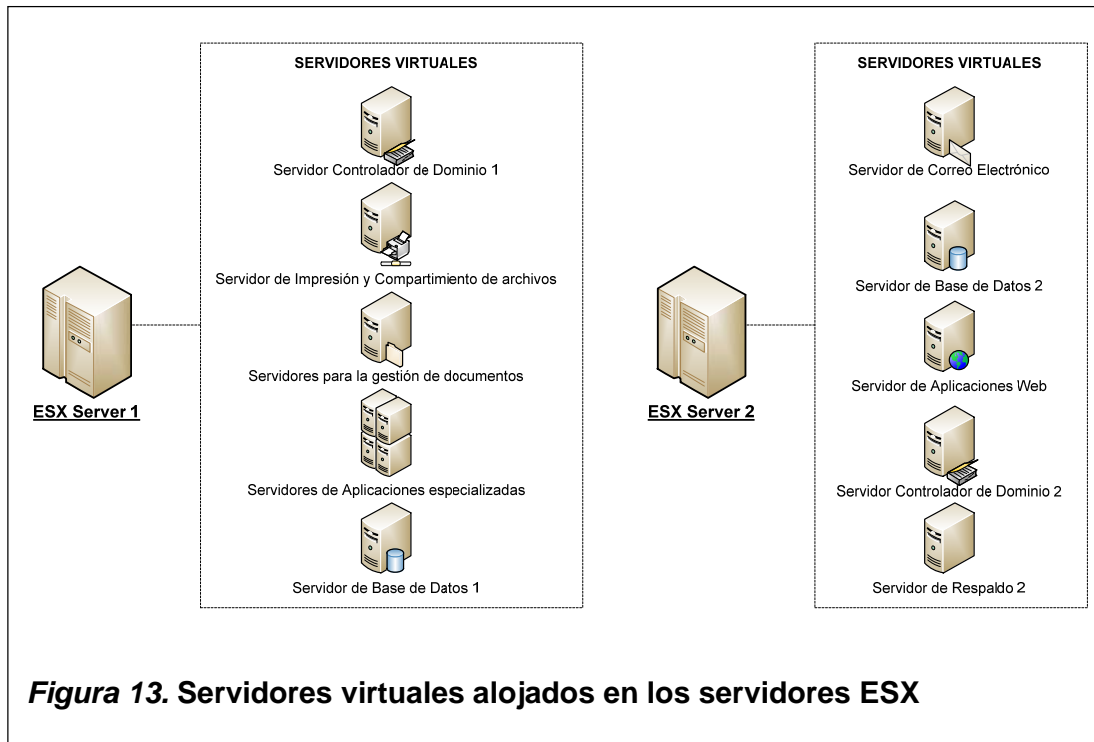 SERVIDORES VIRTUALES
Servidor Controlador de Dominio 1
Servidor de Impresión y Compartimiento de archivos
Servidores para la gestión de documentos
Servidores de Aplicaciones especializadas
Servidor de Base de Datos 1
ESX Server 1
SERVIDORES VIRTUALES
Servidor de Correo Electrónico
Servidor de Base de Datos 2
Servidor de Aplicaciones Web
Servidor Controlador de Dominio 2
Servidor de Respaldo 2
ESX Server 2
Figura 13. Servidores virtuales alojados en los servidores ESX